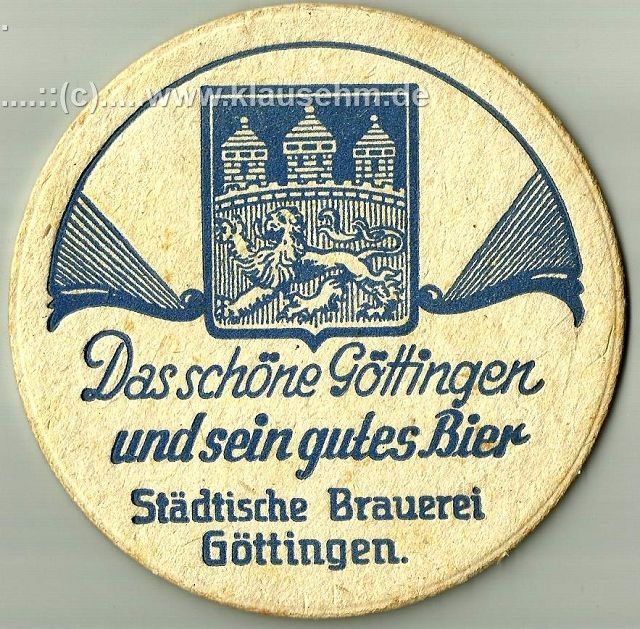 ....::(c).... www.klausehm.de
Das schöne Göttingen
und sein gutes Bier
Städtische Brauerei
Göttingen.